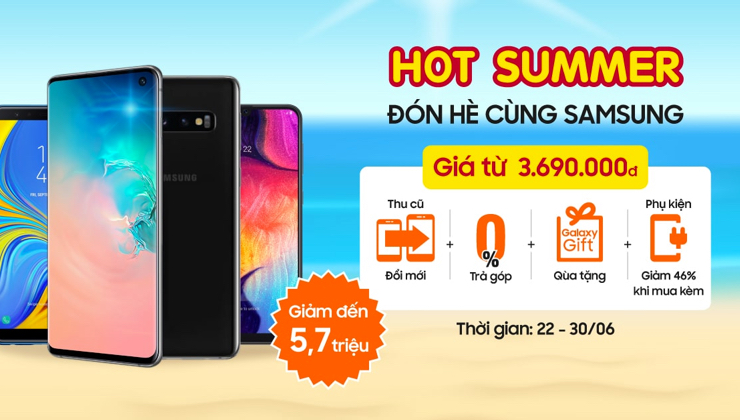 HOT SUMMER
ĐÓN HÈ CÙNG SAMSUNG
Giá từ 3.690.000đ
Thu cũ
Đổi mới
+
0%
Trả góp
+
Galaxy
Gift
Qùa tặng
+
Phụ kiện
Giảm 46%
khi mua kèm
Thời gian: 22 - 30/06
Giảm đến
5,7 triệu
SAMSUNG
22